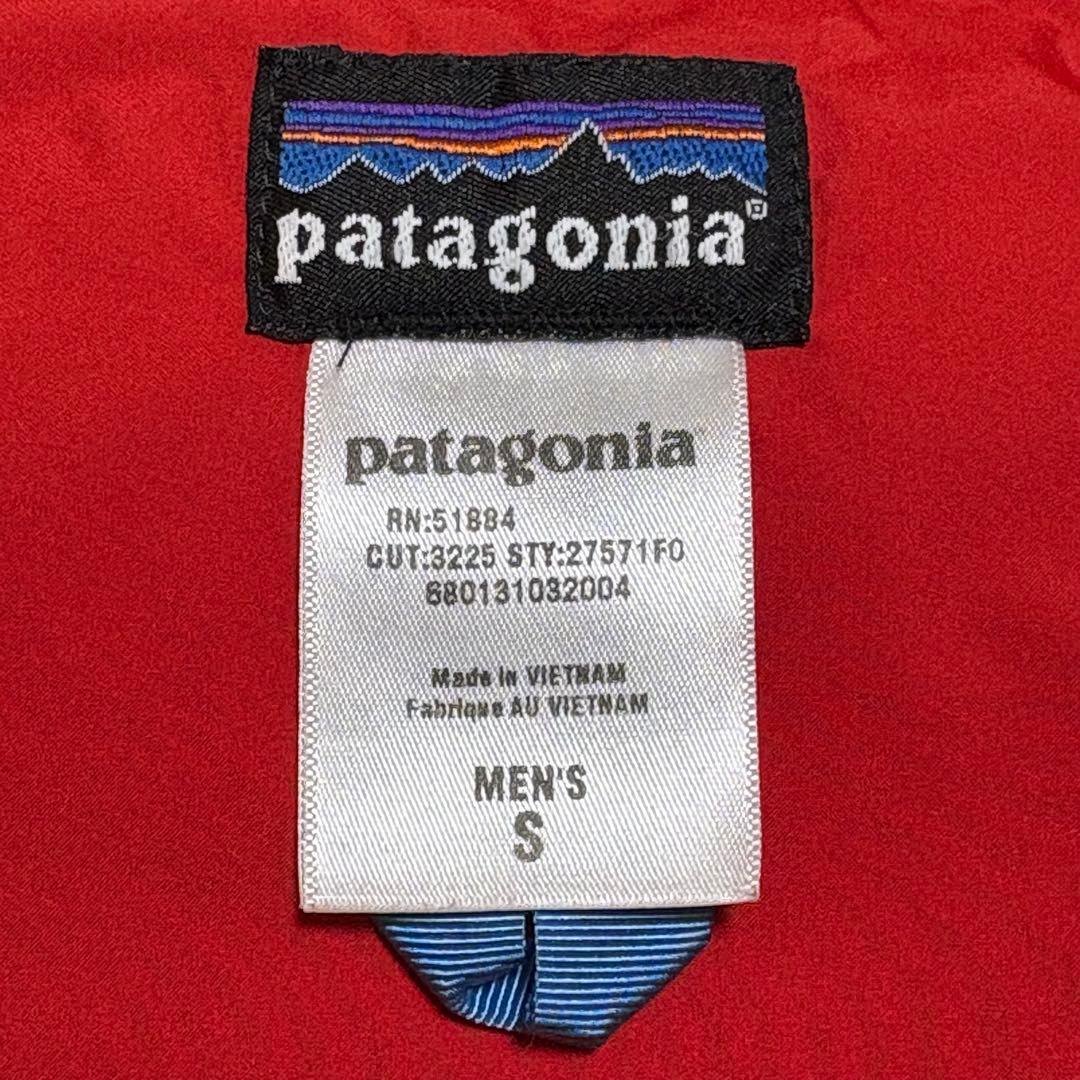 patagonia®
patagonia
RN:51884
CUT:3225 STY:27571F0
680131032004
Made in VIETNAM
Fabrique AU VIETNAM
MEN'S
S